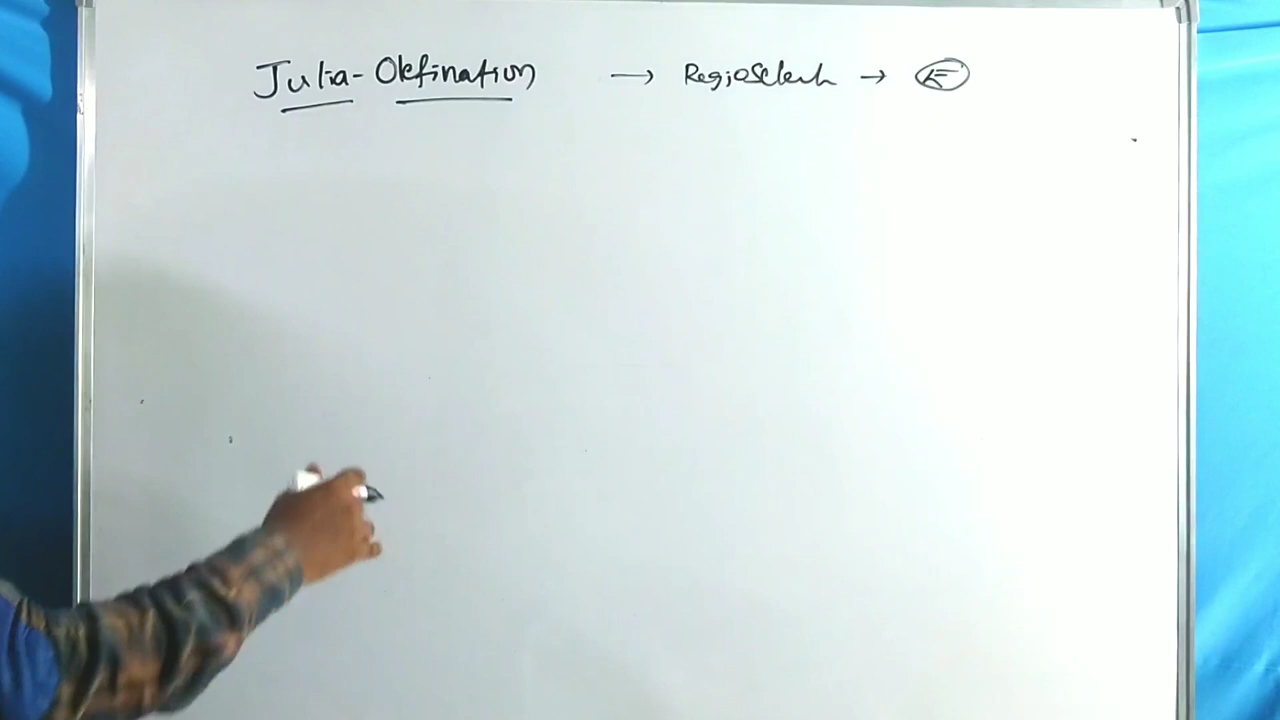 Julia - Olefination → Regioselect → E